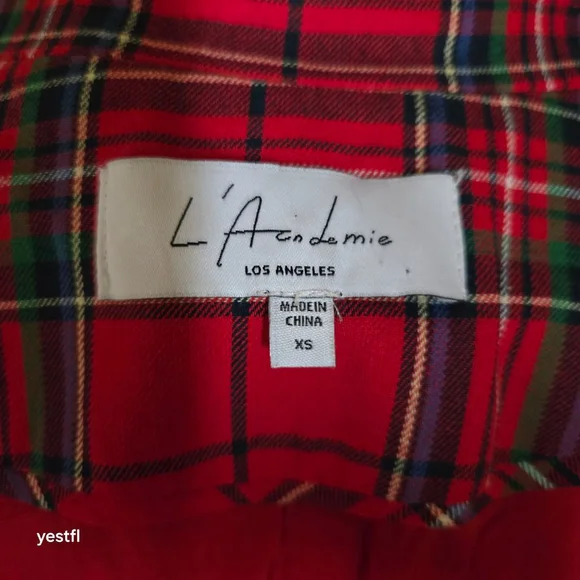 L'Academie
LOS ANGELES
MADE IN
CHINA
XS
yestfl